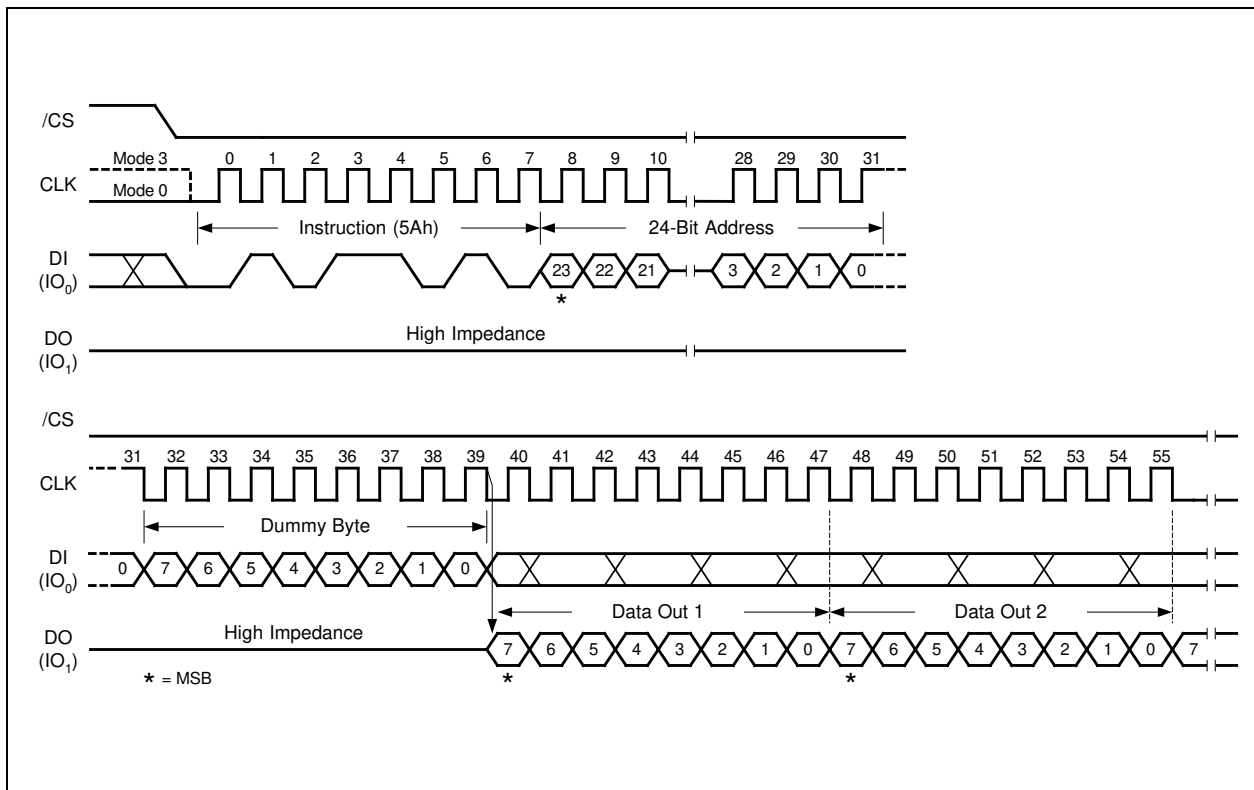 /CS
Mode 3 0 1 2 3 4 5 6 7 8 9 10 28 29 30 31
CLK
Mode 0
Instruction (5Ah) 24-Bit Address
DI
(IO0) 23 22 21 3 2 1 0
*
DO High Impedance
(IO1)
/CS
31 32 33 34 35 36 37 38 39 40 41 42 43 44 45 46 47 48 49 50 51 52 53 54 55
CLK
Dummy Byte
DI
(IO0) 0 7 6 5 4 3 2 1 0
Data Out 1 Data Out 2
DO High Impedance
(IO1) 7 6 5 4 3 2 1 0 7 6 5 4 3 2 1 0 7
* = MSB * *